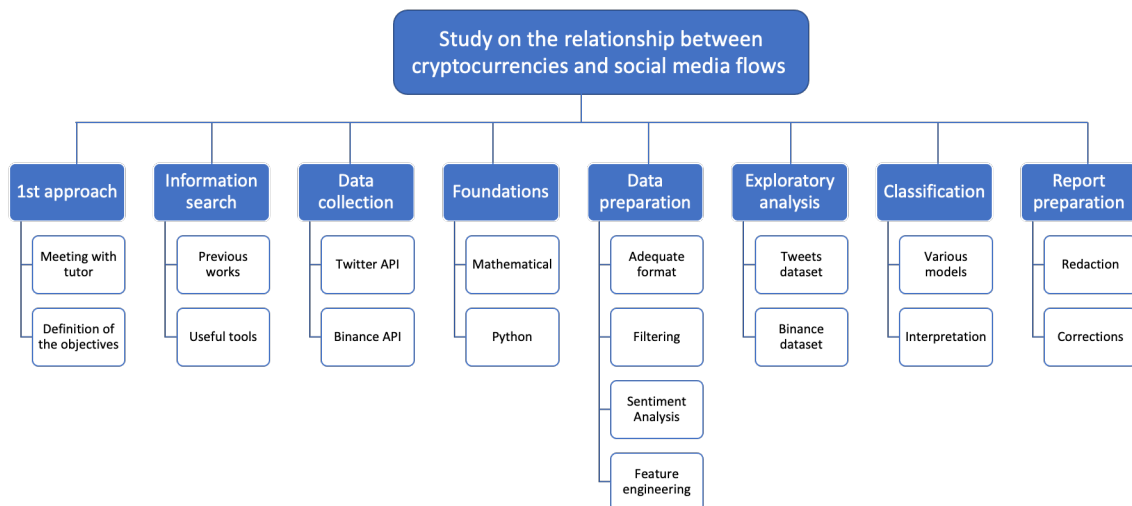 Study on the relationship between
cryptocurrencies and social media flows
1st approach
Meeting with
tutor
Definition of
the objectives
Information
search
Previous
works
Useful tools
Data
collection
Twitter API
Binance API
Foundations
Mathematical
Python
Data
preparation
Adequate
format
Filtering
Sentiment
Analysis
Feature
engineering
Exploratory
analysis
Tweets
dataset
Binance
dataset
Classification
Various
models
Interpretation
Report
preparation
Redaction
Corrections